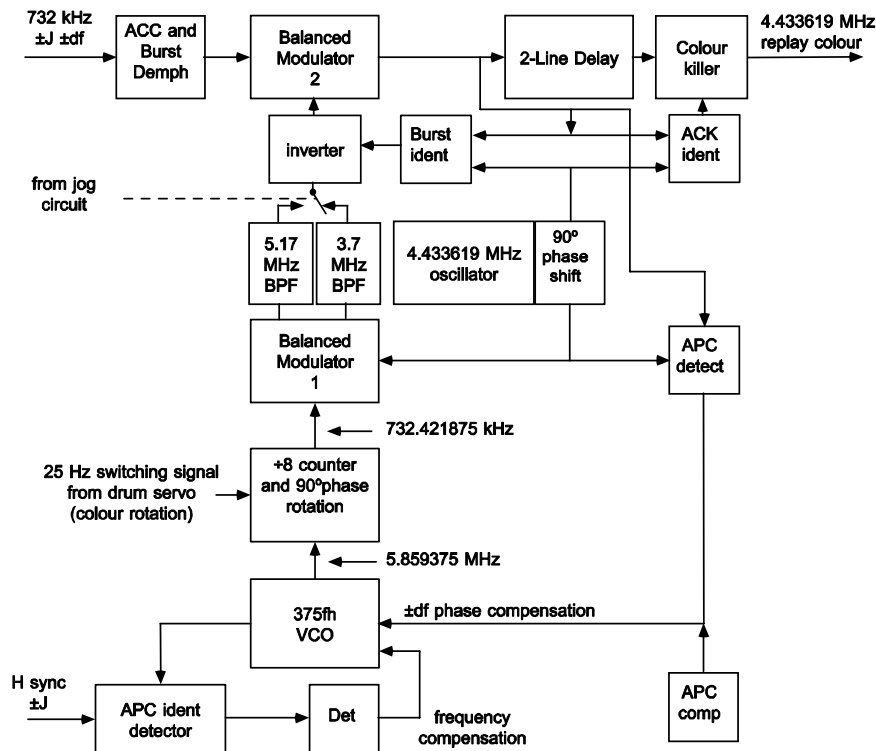 732 kHz
±J ±df
ACC and
Burst
Demph
Balanced
Modulator
2
2-Line Delay
Colour
killer
4.433619 MHz
replay colour
inverter
Burst
ident
ACK
ident
from jog
circuit
5.17
MHz
BPF
3.7
MHz
BPF
4.433619 MHz
oscillator
90º
phase
shift
Balanced
Modulator
1
APC
detect
732.421875 kHz
25 Hz switching signal
from drum servo
(colour rotation)
+8 counter
and 90ºphase
rotation
5.859375 MHz
375fh
VCO
±df phase compensation
H sync
±J
APC ident
detector
Det
frequency
compensation
APC
comp